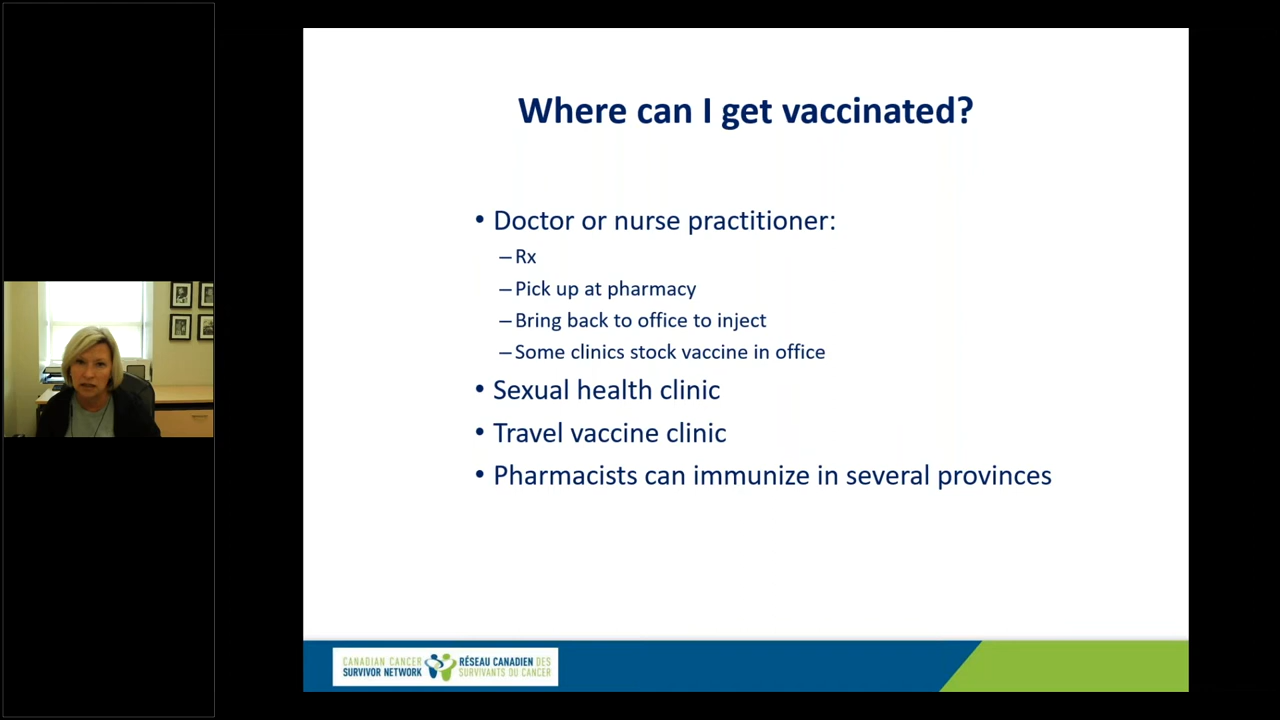 Where can I get vaccinated?
• Doctor or nurse practitioner:
– Rx
– Pick up at pharmacy
– Bring back to office to inject
– Some clinics stock vaccine in office
• Sexual health clinic
• Travel vaccine clinic
• Pharmacists can immunize in several provinces
CANADIAN CANCER
SURVIVOR NETWORK
RÉSEAU CANADIEN DES
SURVIVANTS DU CANCER